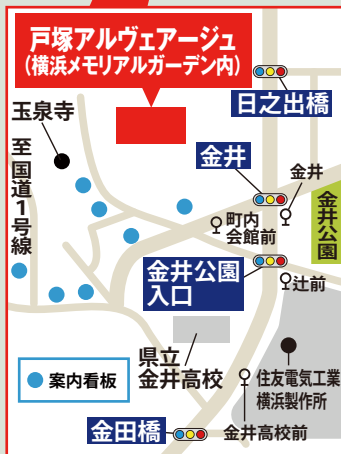 戸塚アルヴェアージュ
(横浜メモリアルガーデン内)
日之出橋
玉泉寺
至国道1号線
金井
金井
金井公園
町内
会館前
金井公園
入口
辻前
県立
金井高校
住友電気工業
横浜製作所
案内看板
金田橋
金井高校前